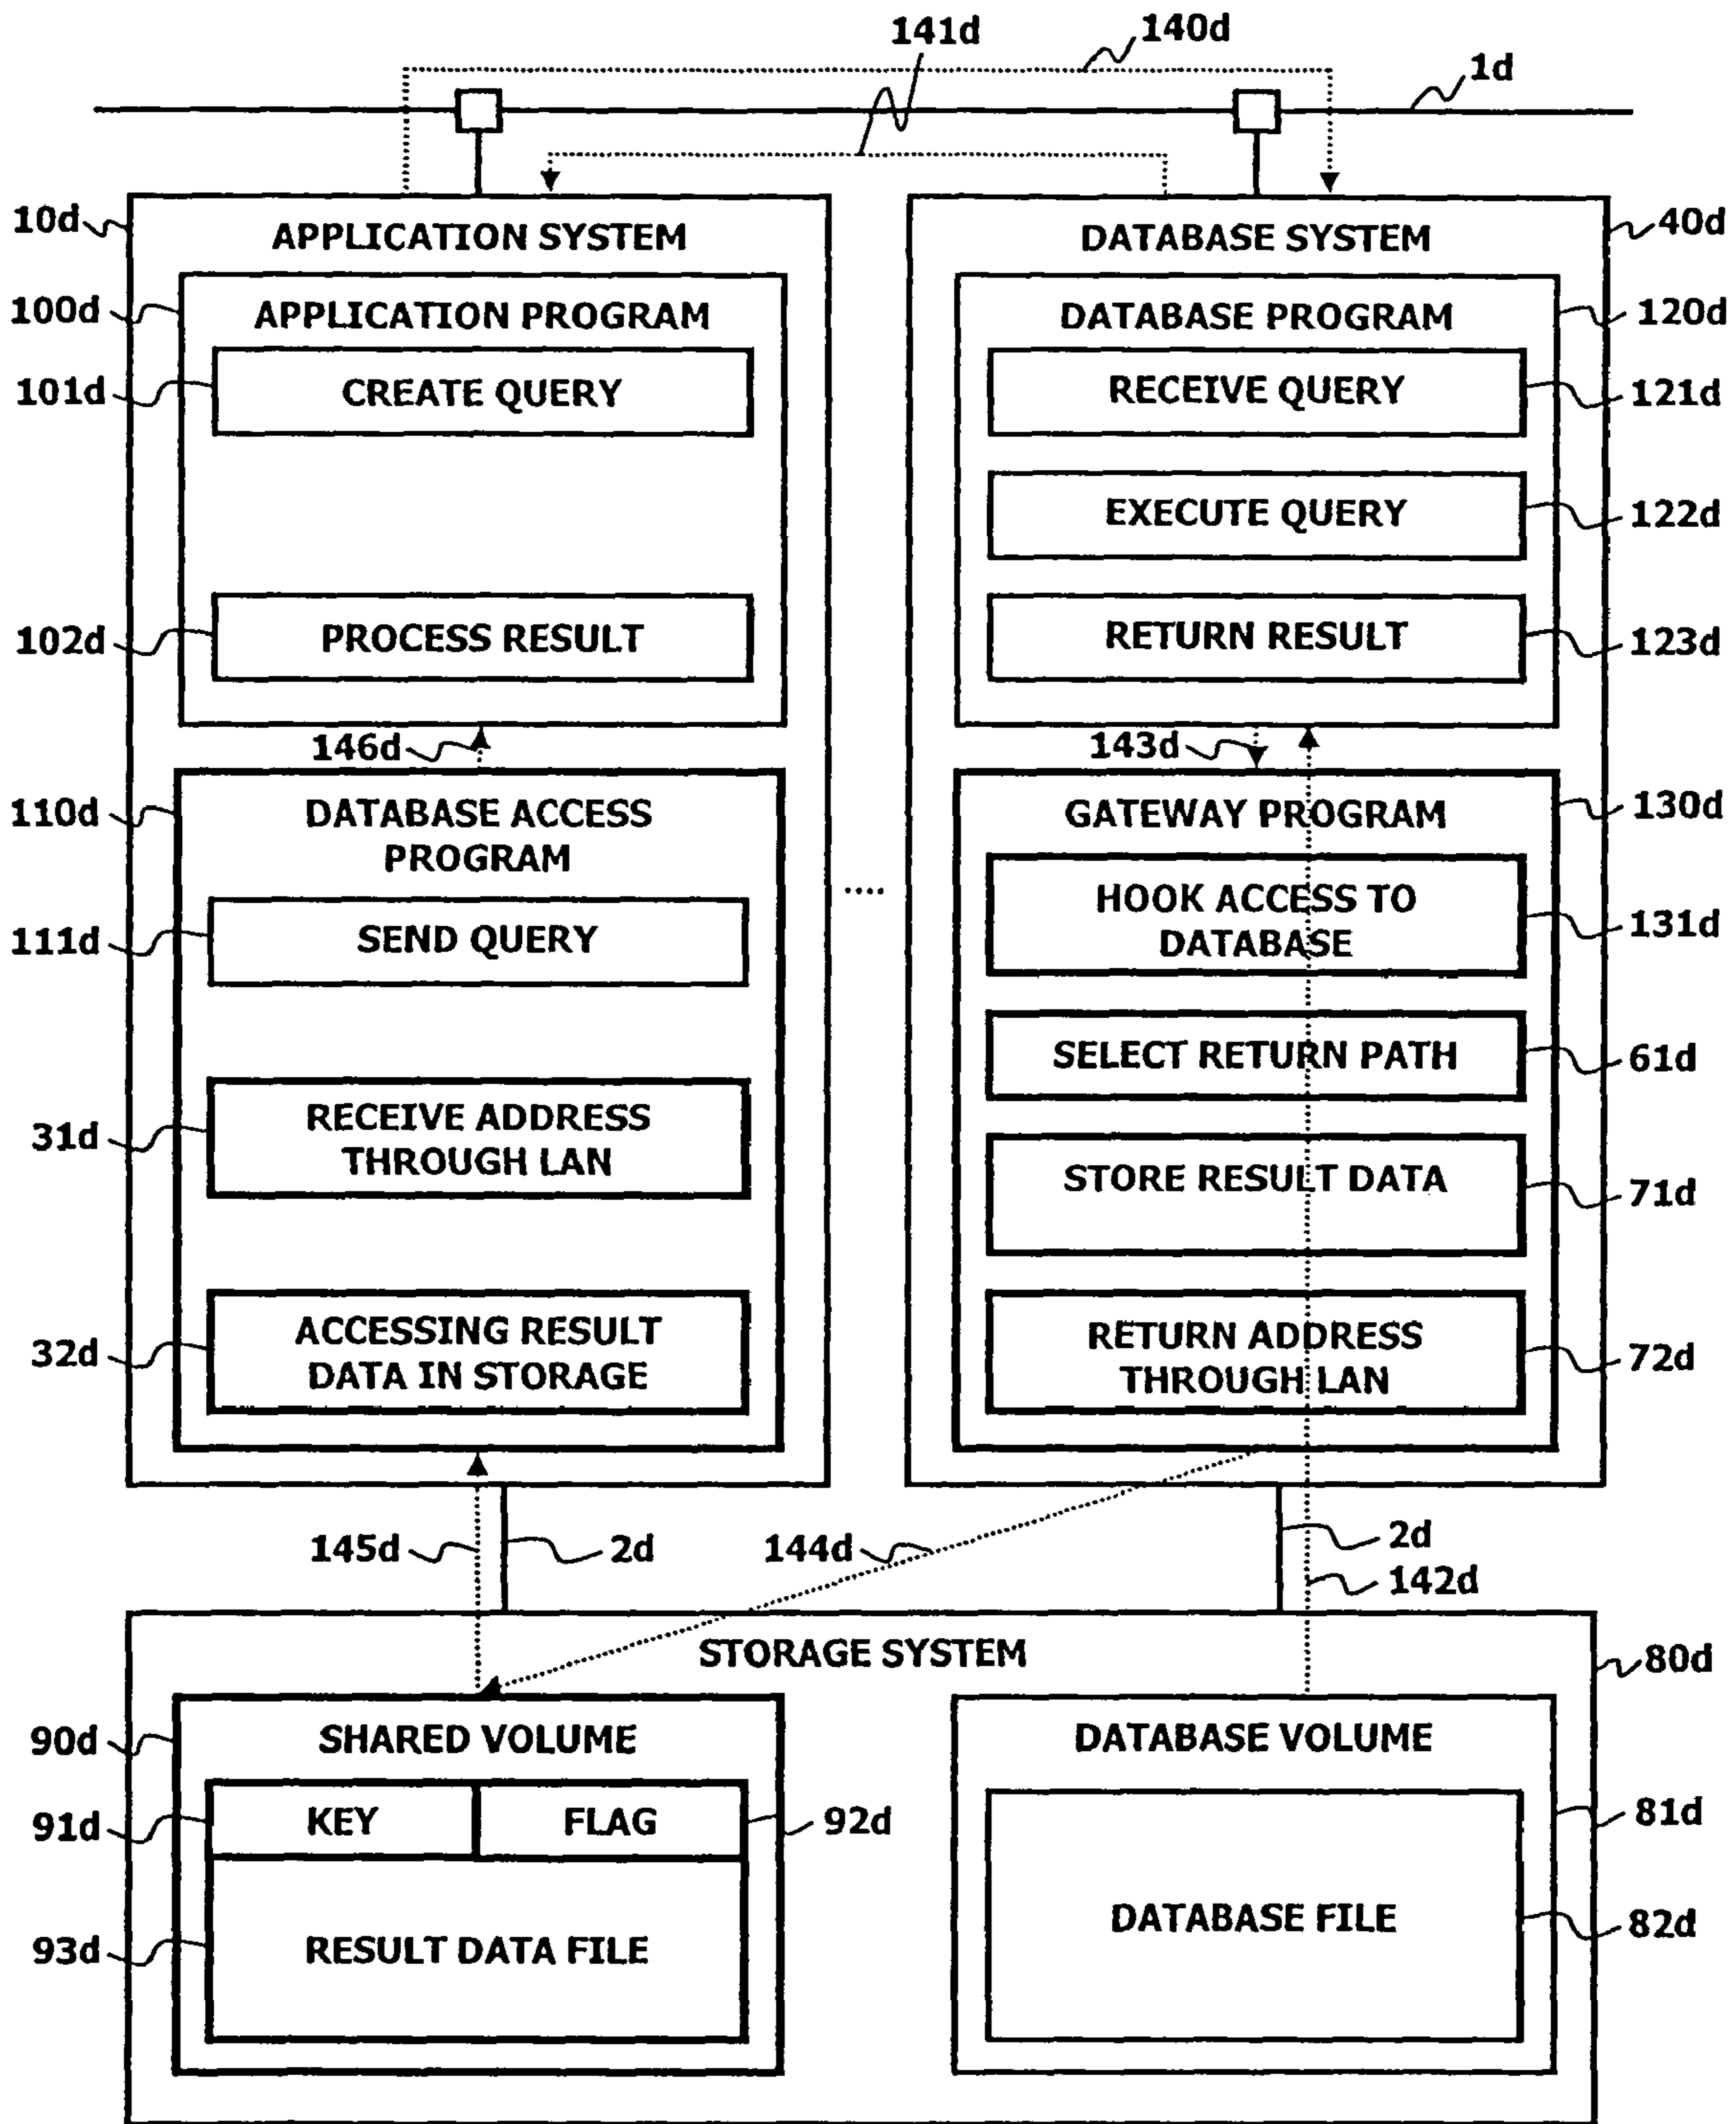 141d
140d
1d
10d
APPLICATION SYSTEM
DATABASE SYSTEM
40d
100d
APPLICATION PROGRAM
DATABASE PROGRAM
120d
101d
CREATE QUERY
RECEIVE QUERY
121d
EXECUTE QUERY
122d
102d
PROCESS RESULT
RETURN RESULT
123d
146d
143d
110d
DATABASE ACCESS
PROGRAM
GATEWAY PROGRAM
130d
HOOK ACCESS TO
DATABASE
131d
111d
SEND QUERY
SELECT RETURN PATH
61d
31d
RECEIVE ADDRESS
THROUGH LAN
STORE RESULT DATA
71d
32d
ACCESSING RESULT
DATA IN STORAGE
RETURN ADDRESS
THROUGH LAN
72d
145d
2d
144d
2d
142d
STORAGE SYSTEM
80d
90d
SHARED VOLUME
DATABASE VOLUME
91d
KEY
FLAG
92d
81d
93d
RESULT DATA FILE
DATABASE FILE
82d